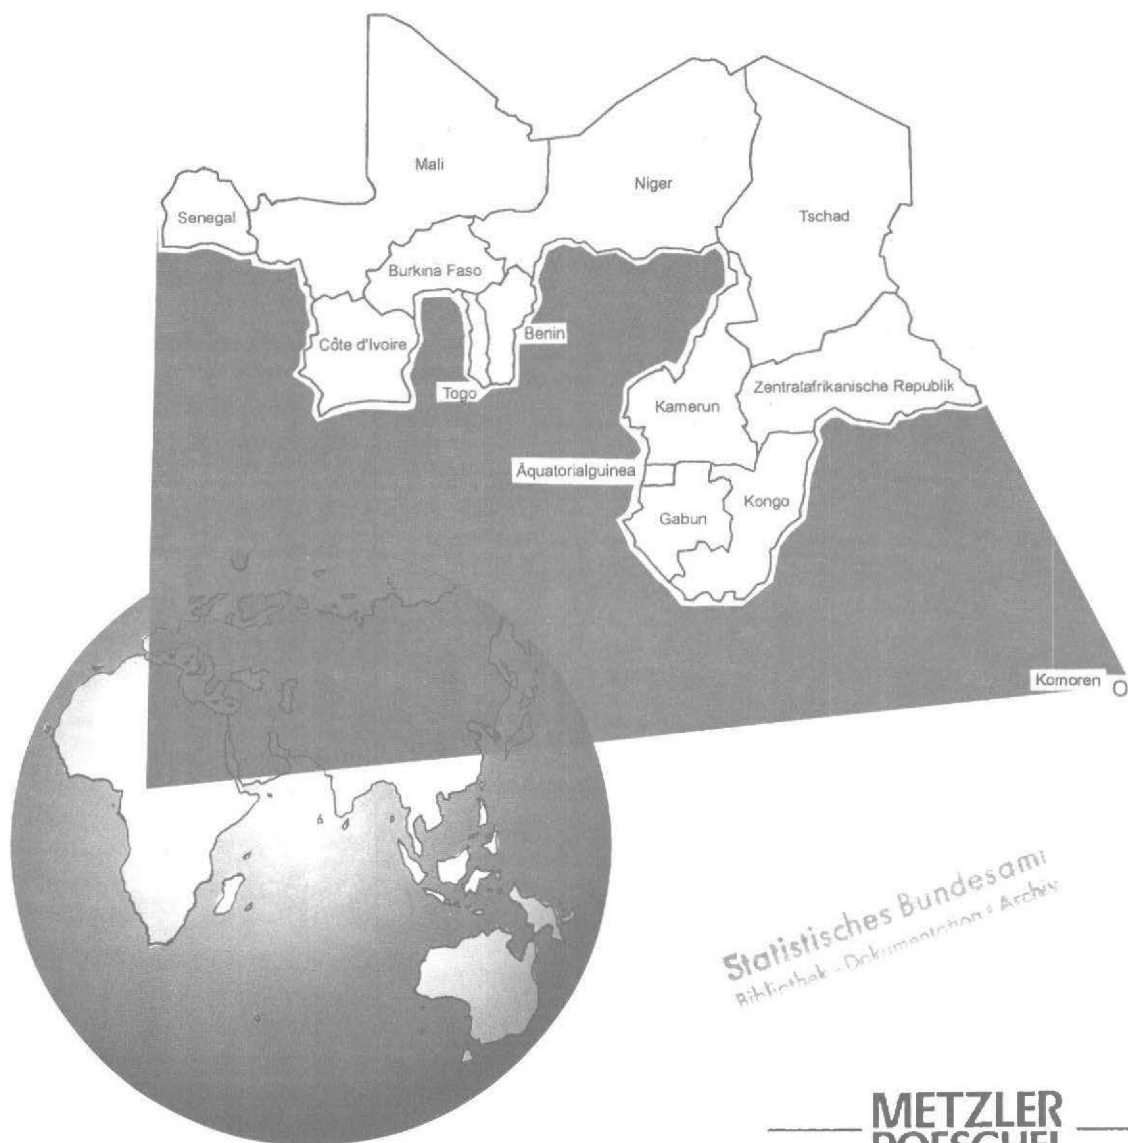 Mali
Niger
Senegal
Tschad
Burkina Faso
Benin
Côte d'Ivoire
Togo
Zentralafrikanische Republik
Kamerun
Äquatorialguinea
Kongo
Gabun
Komoren
Statistisches Bundesamt
Bibliothek - Dokumentation - Archiv
METZLER
POESCHEL